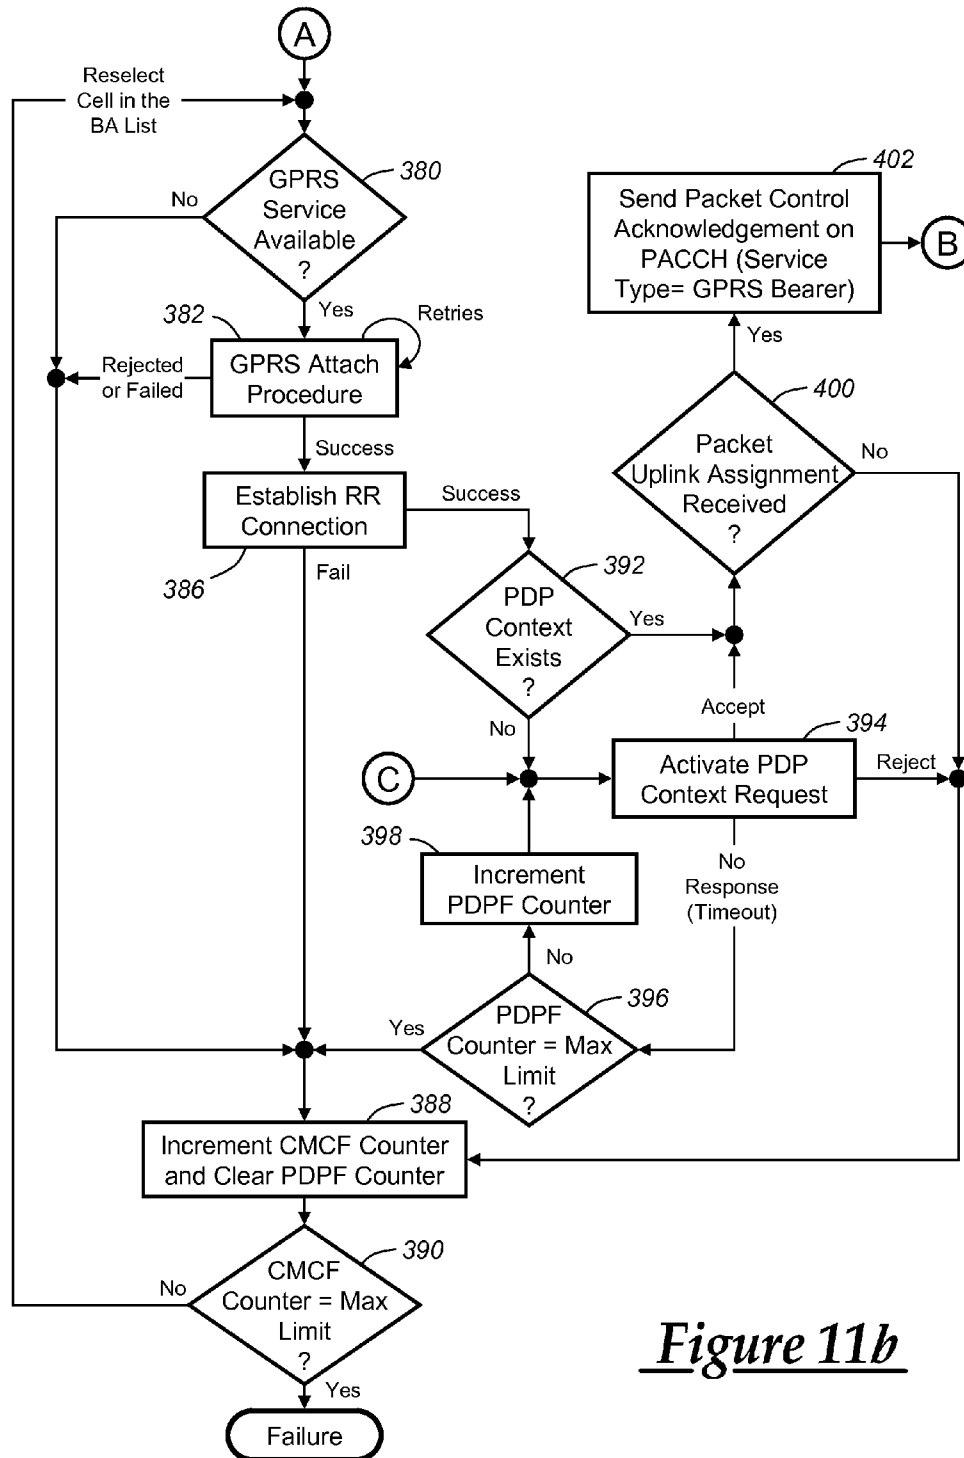 A
Reselect
Cell in the
BA List
380
GPRS
Service
Available
?
No
Yes
402
Send Packet Control
Acknowledgement on
PACCH (Service
Type= GPRS Bearer)
B
382
Retries
GPRS Attach
Procedure
Rejected
or Failed
Success
Yes
400
Packet
Uplink Assignment
Received
?
No
Establish RR
Connection
386
Success
Fail
392
PDP
Context
Exists
?
Yes
No
Accept
394
C
Activate PDP
Context Request
Reject
398
Increment
PDPF Counter
No
Response
(Timeout)
No
396
PDPF
Counter = Max
Limit
?
Yes
388
Increment CMCF Counter
and Clear PDPF Counter
390
CMCF
Counter = Max
Limit
?
No
Yes
Failure
Figure 11b